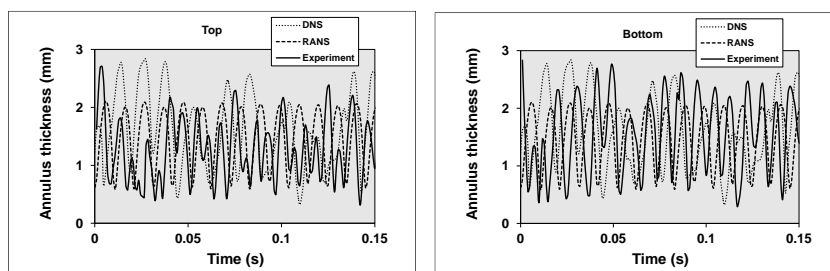 Top
DNS
RANS
Experiment
Annulus thickness (mm)
3
2
1
0
0
0.05
0.1
0.15
Time (s)
Bottom
DNS
RANS
Experiment
Annulus thickness (mm)
3
2
1
0
0
0.05
0.1
0.15
Time (s)